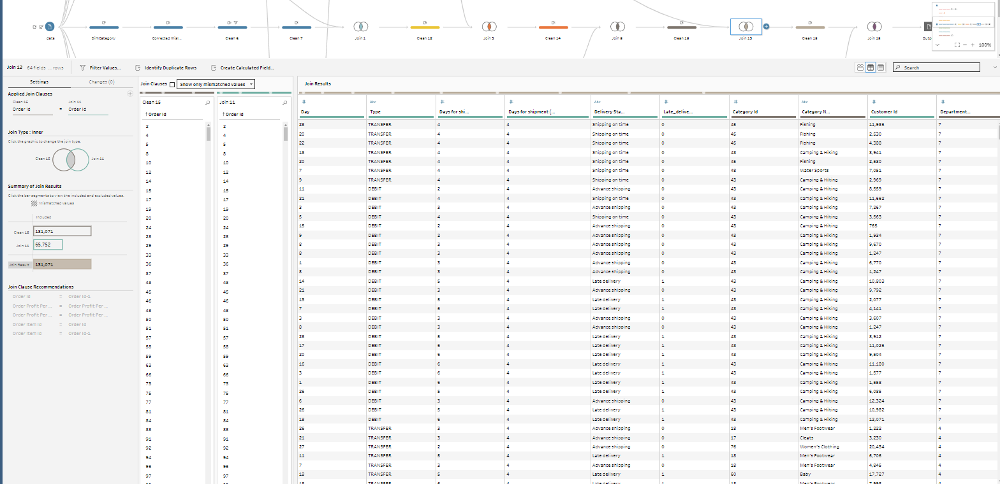 data DimCategory Corrected misl... Clean 6 Clean 7 Join 1 Clean 12 Join 3 Clean 14 Join 5 Clean 15 Join 13 Clean 16 Join 15 Outp
100%
Join 13 64 fields ... rows Filter Values... Identify Duplicate Rows Create Calculated Field... Search
Settings Changes (0)
Applied Join Clauses
Clean 15 Join 11
Order Id = Order Id
Join Type : Inner
Click the graphic to change the join type.
Clean 15 Join 11
Summary of Join Results
Click the bar segments to view the included and excluded values.
Mismatched values
Included
Clean 15 131,071
Join 11 65,752
Join Result 131,071
Join Clause Recommendations
Order Id = Order Id-1
Order Profit Per ... = Order Profit Per ...
Order Profit Per ... = Order Profit Per ...
Order Item Id = Order Id
Order Item Id = Order Id-1
Join Clauses Show only mismatched values
Clean 15 Join 11
Order Id Order Id
2 2
4 4
5 5
8 8
10 10
12 12
14 14
15 15
17 17
19 19
20 20
24 24
28 28
29 29
33 33
36 36
37 37
43 43
45 45
46 46
48 48
50 50
51 51
57 57
58 58
59 59
63 63
66 66
73 73
75 75
77 77
81 81
84 84
88 88
91 91
92 92
94 94
96 96
97 97
Join Results
# Abc # # Abc # # Abc # #
Day Type Days for shi... Days for shipment (... Delivery Sta... Late_delive... Category Id Category N... Customer Id Department...
28 TRANSFER 4 4 Shipping on time 0 45 Fishing 11,936 7
20 TRANSFER 4 4 Shipping on time 0 45 Fishing 2,530 7
22 TRANSFER 4 4 Shipping on time 0 45 Fishing 4,388 7
13 TRANSFER 4 4 Shipping on time 0 43 Camping & Hiking 3,941 7
20 TRANSFER 4 4 Shipping on time 0 45 Fishing 2,530 7
7 TRANSFER 4 4 Shipping on time 0 48 Water Sports 7,051 7
9 TRANSFER 4 4 Shipping on time 0 43 Camping & Hiking 2,969 7
11 DEBIT 2 4 Advance shipping 0 43 Camping & Hiking 8,559 7
21 DEBIT 4 4 Shipping on time 0 43 Camping & Hiking 11,662 7
3 DEBIT 3 4 Advance shipping 0 43 Camping & Hiking 7,267 7
5 DEBIT 4 4 Shipping on time 0 43 Camping & Hiking 3,563 7
15 DEBIT 2 4 Advance shipping 0 43 Camping & Hiking 765 7
9 DEBIT 2 4 Advance shipping 0 43 Camping & Hiking 1,934 7
8 DEBIT 3 4 Advance shipping 0 43 Camping & Hiking 9,670 7
8 DEBIT 3 4 Advance shipping 0 43 Camping & Hiking 1,247 7
1 DEBIT 3 4 Advance shipping 0 43 Camping & Hiking 6,770 7
8 DEBIT 3 4 Advance shipping 0 43 Camping & Hiking 1,247 7
14 DEBIT 5 4 Late delivery 1 43 Camping & Hiking 10,803 7
21 DEBIT 3 4 Advance shipping 0 43 Camping & Hiking 9,792 7
13 DEBIT 5 4 Late delivery 1 43 Camping & Hiking 2,077 7
7 DEBIT 6 4 Late delivery 1 43 Camping & Hiking 4,141 7
3 DEBIT 3 4 Advance shipping 0 43 Camping & Hiking 3,607 7
8 DEBIT 3 4 Advance shipping 0 43 Camping & Hiking 1,247 7
28 DEBIT 5 4 Late delivery 1 43 Camping & Hiking 8,912 7
17 DEBIT 6 4 Late delivery 1 43 Camping & Hiking 11,026 7
20 DEBIT 6 4 Late delivery 1 43 Camping & Hiking 9,504 7
16 DEBIT 6 4 Late delivery 1 43 Camping & Hiking 11,180 7
3 DEBIT 6 4 Late delivery 1 43 Camping & Hiking 1,577 7
1 DEBIT 6 4 Late delivery 1 43 Camping & Hiking 1,558 7
26 DEBIT 5 4 Late delivery 1 43 Camping & Hiking 6,085 7
6 DEBIT 3 4 Advance shipping 0 43 Camping & Hiking 12,324 7
26 DEBIT 5 4 Late delivery 1 43 Camping & Hiking 10,982 7
18 DEBIT 6 4 Late delivery 1 43 Camping & Hiking 12,071 7
26 TRANSFER 3 4 Advance shipping 0 18 Men's Footwear 1,222 4
21 TRANSFER 3 4 Advance shipping 0 17 Cleats 3,230 4
27 TRANSFER 2 4 Advance shipping 0 76 Women's Clothing 20,434 4
11 TRANSFER 5 4 Late delivery 1 18 Men's Footwear 6,706 4
7 TRANSFER 3 4 Advance shipping 0 18 Men's Footwear 4,845 4
18 TRANSFER 5 4 Late delivery 1 60 Baby 17,727 4